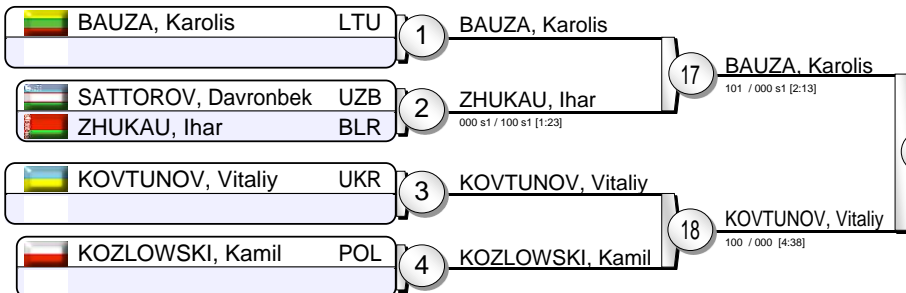 BAUZA, Karolis LTU
1
BAUZA, Karolis
17
BAUZA, Karolis
101 / 000 s1 [2:13]
SATTOROV, Davronbek UZB
ZHUKAU, Ihar BLR
2
ZHUKAU, Ihar
000 s1 / 100 s1 [1:23]
KOVTUNOV, Vitaliy UKR
3
KOVTUNOV, Vitaliy
18
KOVTUNOV, Vitaliy
100 / 000 [4:38]
KOZLOWSKI, Kamil POL
4
KOZLOWSKI, Kamil